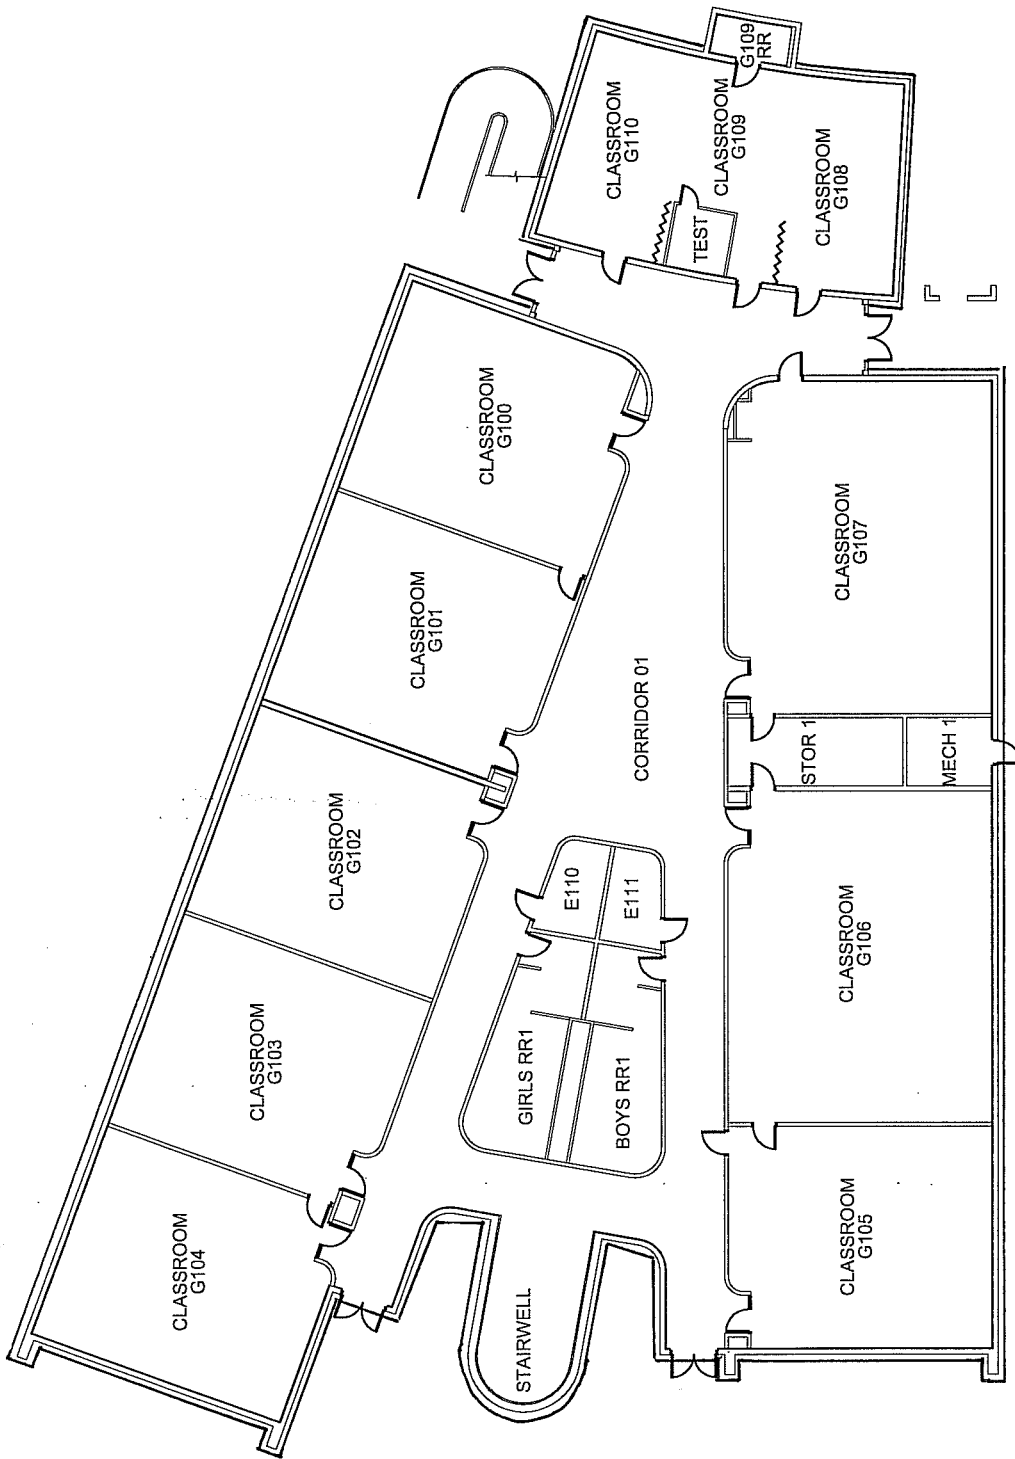 G109
RR
CLASSROOM
G110
CLASSROOM
G109
CLASSROOM
G108
TEST
CLASSROOM
G100
CLASSROOM
G101
CLASSROOM
G107
CORRIDOR 01
STOR 1
MECH 1
CLASSROOM
G102
E110
E111
CLASSROOM
G106
CLASSROOM
G103
GIRLS RR1
BOYS RR1
CLASSROOM
G104
CLASSROOM
G105
STAIRWELL